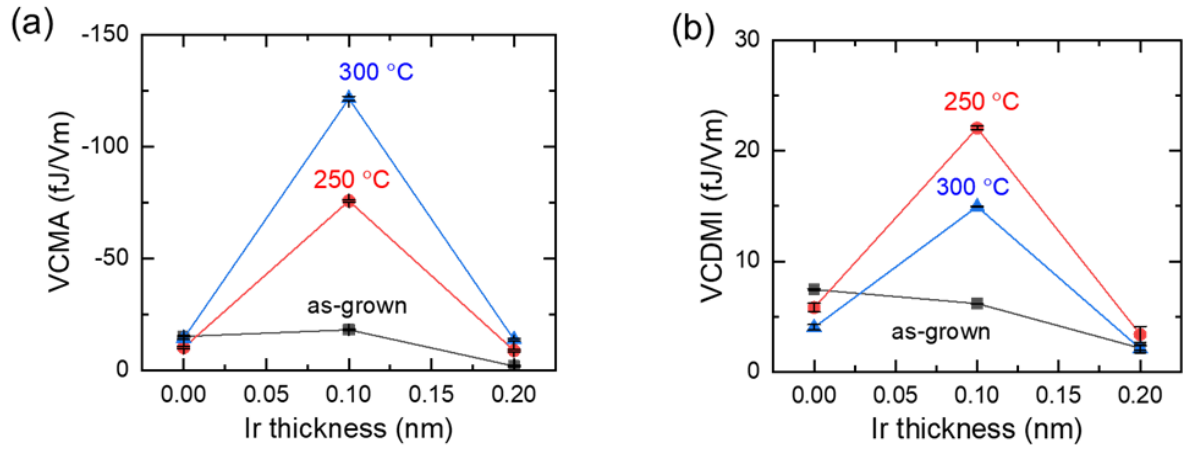 (a)
-150
-100
-50
0
VCMA (fJ/Vm)
300 °C
250 °C
as-grown
0.00 0.05 0.10 0.15 0.20
Ir thickness (nm)
(b)
30
20
10
0
VCDMI (fJ/Vm)
250 °C
300 °C
as-grown
0.00 0.05 0.10 0.15 0.20
Ir thickness (nm)